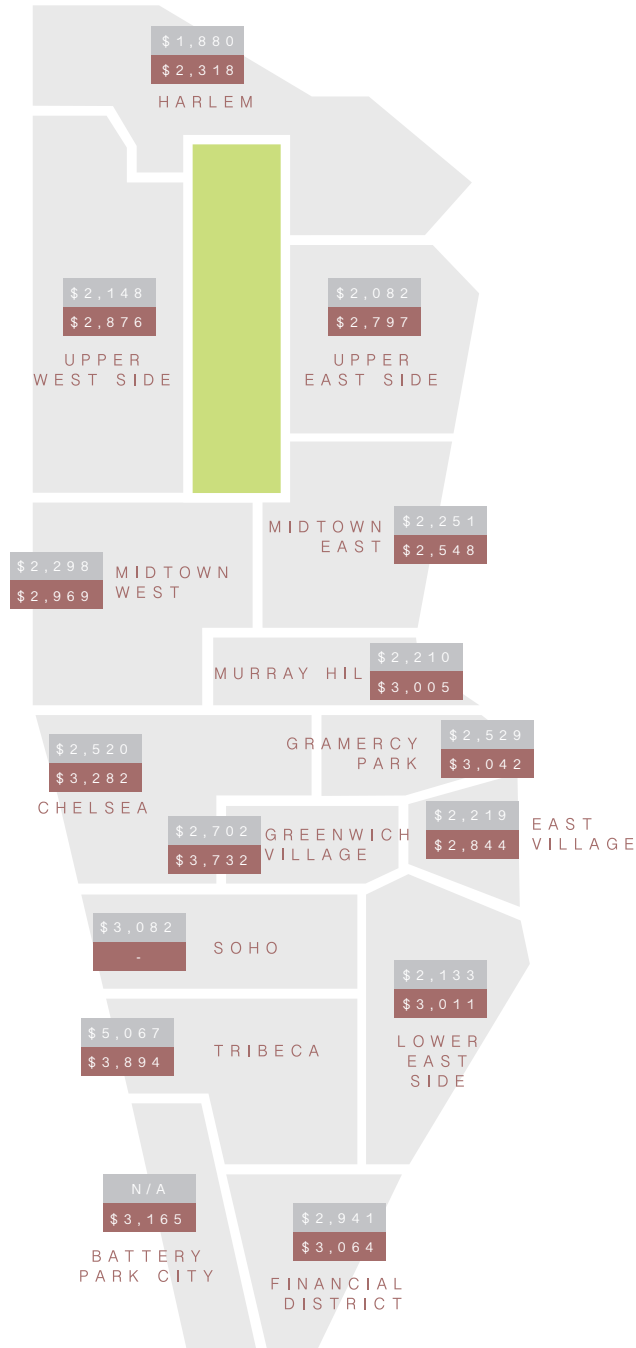 $1,880
$2,318
HARLEM
$2,148
$2,876
UPPER
WEST SIDE
$2,082
$2,797
UPPER
EAST SIDE
MIDTOWN
EAST
$2,251
$2,548
$2,298
$2,969
MIDTOWN
WEST
MURRAY HIL
$2,210
$3,005
$2,520
$3,282
CHELSEA
GRAMERCY
PARK
$2,529
$3,042
$2,702
$3,732
GREENWICH
VILLAGE
$2,219
$2,844
EAST
VILLAGE
$3,082
-
SOHO
$2,133
$3,011
LOWER
EAST
SIDE
$5,067
$3,894
TRIBECA
N/A
$3,165
BATTERY
PARK CITY
$2,941
$3,064
FINANCIAL
DISTRICT